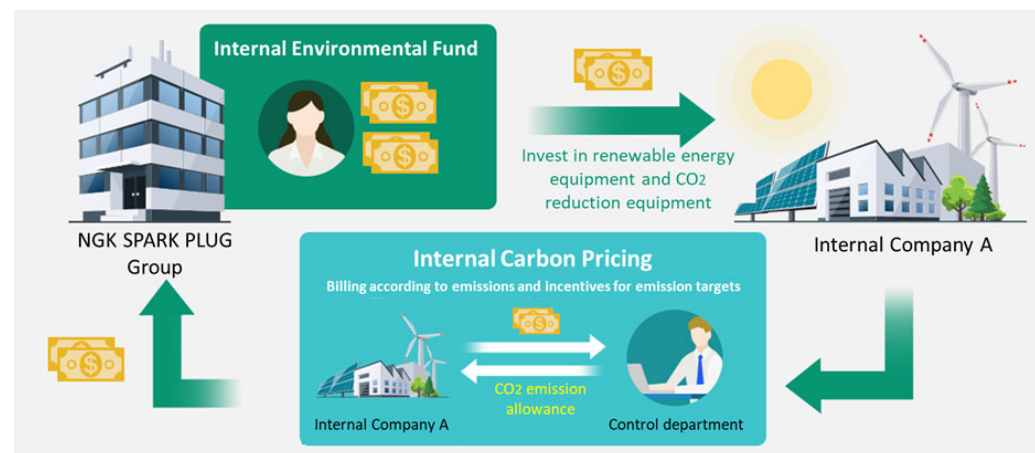 Internal Environmental Fund
Invest in renewable energy
equipment and CO2
reduction equipment
NGK SPARK PLUG
Group
Internal Company A
Internal Carbon Pricing
Billing according to emissions and incentives for emission targets
CO2 emission
allowance
Internal Company A
Control department